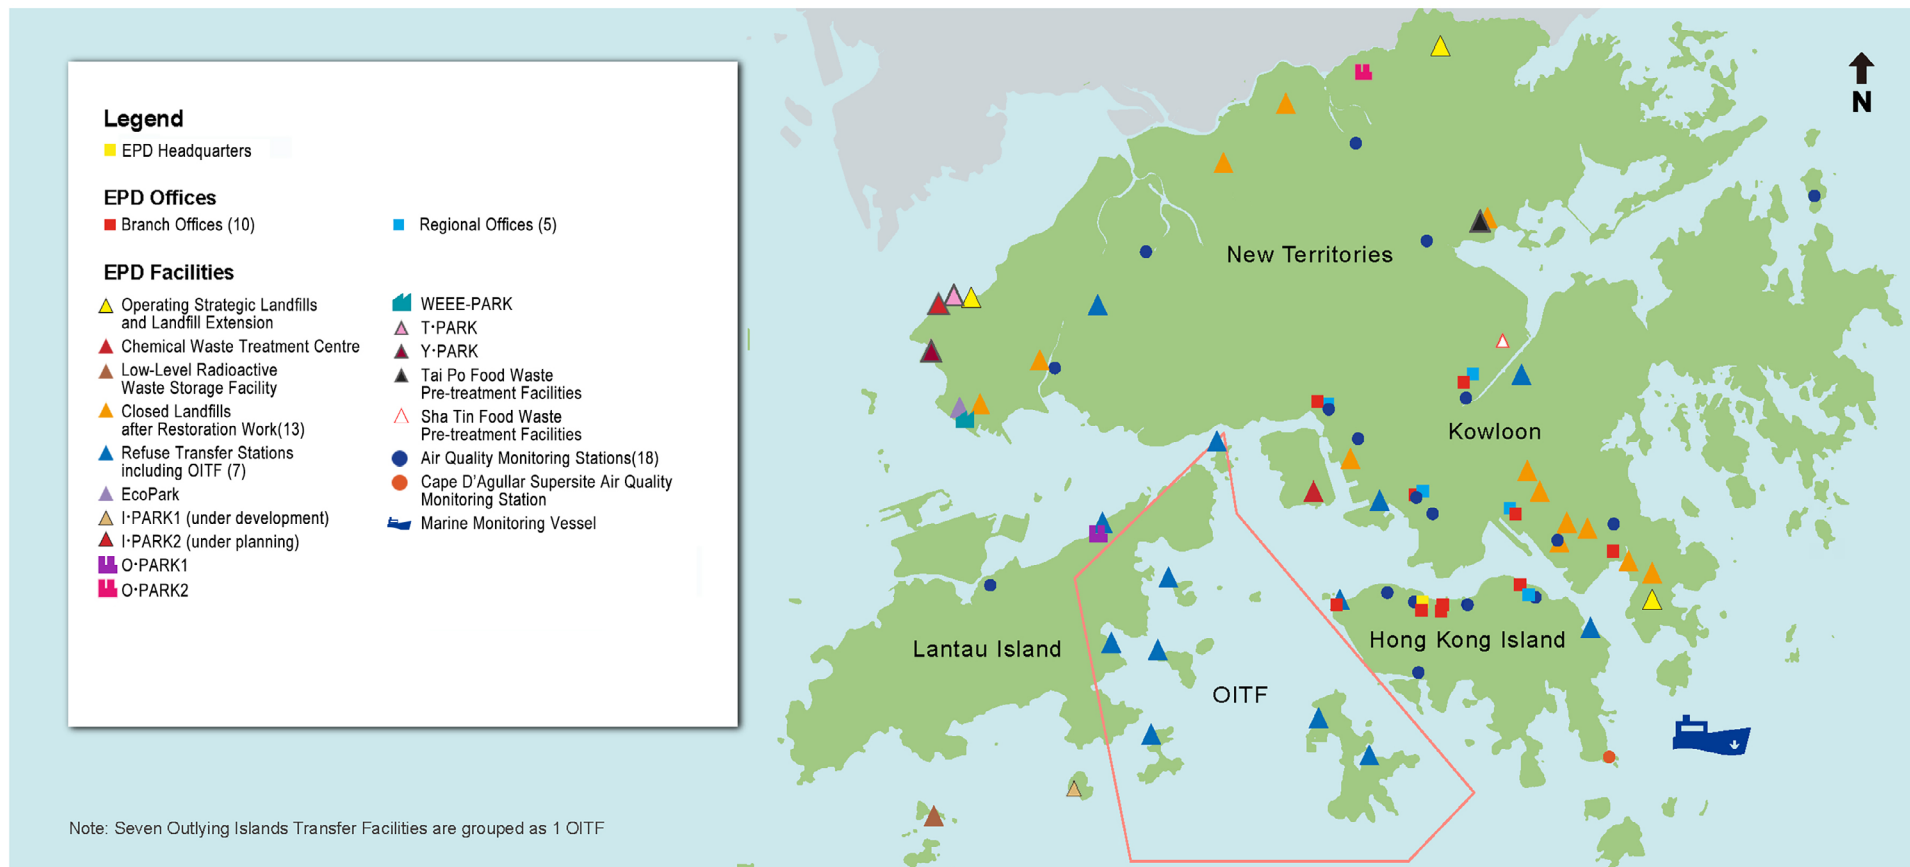 Legend
EPD Headquarters
EPD Offices
Branch Offices (10)
Regional Offices (5)
EPD Facilities
Operating Strategic Landfills
and Landfill Extension
Chemical Waste Treatment Centre
Low-Level Radioactive
Waste Storage Facility
Closed Landfills
after Restoration Work(13)
Refuse Transfer Stations
including OITF (7)
EcoPark
I·PARK1 (under development)
I·PARK2 (under planning)
O·PARK1
O·PARK2
WEEE-PARK
T·PARK
Y·PARK
Tai Po Food Waste
Pre-treatment Facilities
Sha Tin Food Waste
Pre-treatment Facilities
Air Quality Monitoring Stations(18)
Cape D'Agullar Supersite Air Quality
Monitoring Station
Marine Monitoring Vessel
Note: Seven Outlying Islands Transfer Facilities are grouped as 1 OITF
N
New Territories
Kowloon
Hong Kong Island
Lantau Island
OITF